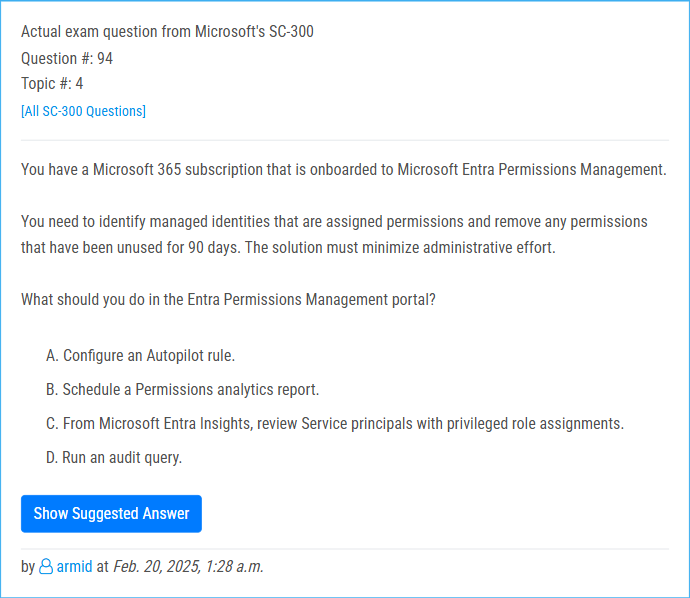 Actual exam question from Microsoft's SC-300
Question #: 94
Topic #: 4
[All SC-300 Questions]
You have a Microsoft 365 subscription that is onboarded to Microsoft Entra Permissions Management.
You need to identify managed identities that are assigned permissions and remove any permissions
that have been unused for 90 days. The solution must minimize administrative effort.
What should you do in the Entra Permissions Management portal?
A. Configure an Autopilot rule.
B. Schedule a Permissions analytics report.
C. From Microsoft Entra Insights, review Service principals with privileged role assignments.
D. Run an audit query.
Show Suggested Answer
by armid at Feb. 20, 2025, 1:28 a.m.